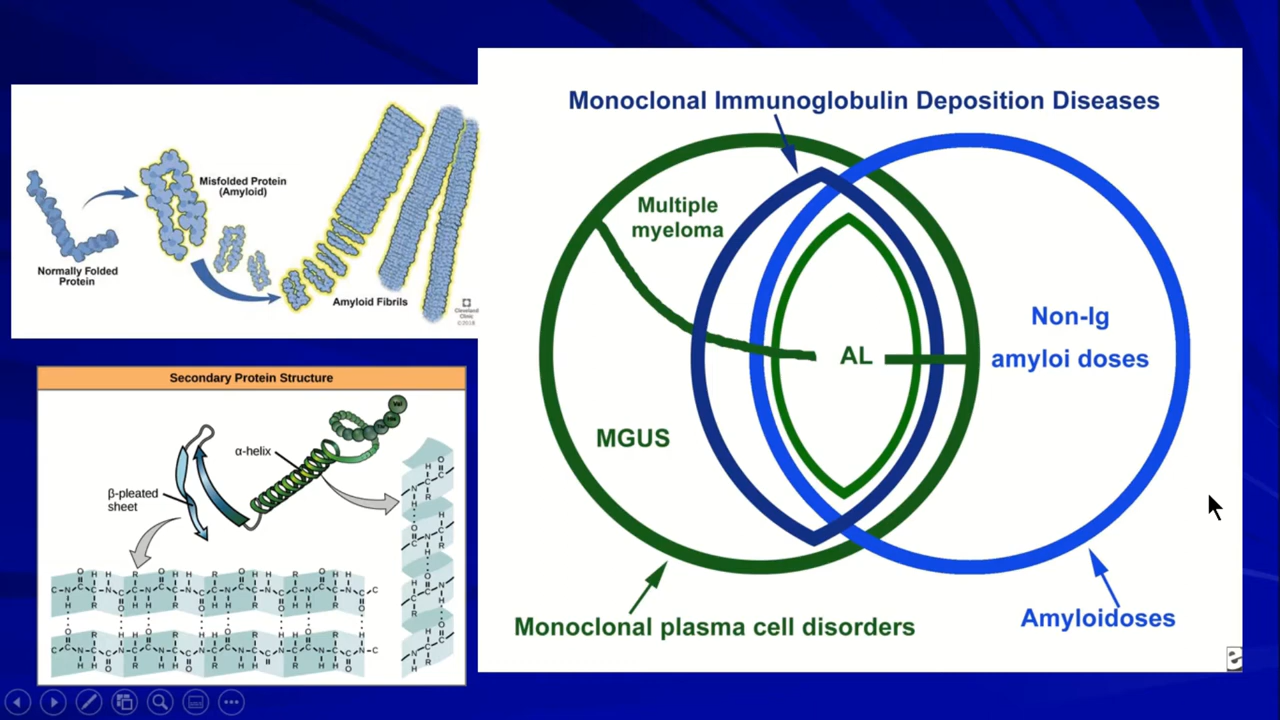 Misfolded Protein
(Amyloid)
Normally Folded
Protein
Amyloid Fibrils
Cleveland
Clinic
©2018
Secondary Protein Structure
α-helix
β-pleated
sheet
Monoclonal Immunoglobulin Deposition Diseases
Multiple
myeloma
AL
Non-Ig
amyloi doses
MGUS
Monoclonal plasma cell disorders
Amyloidoses